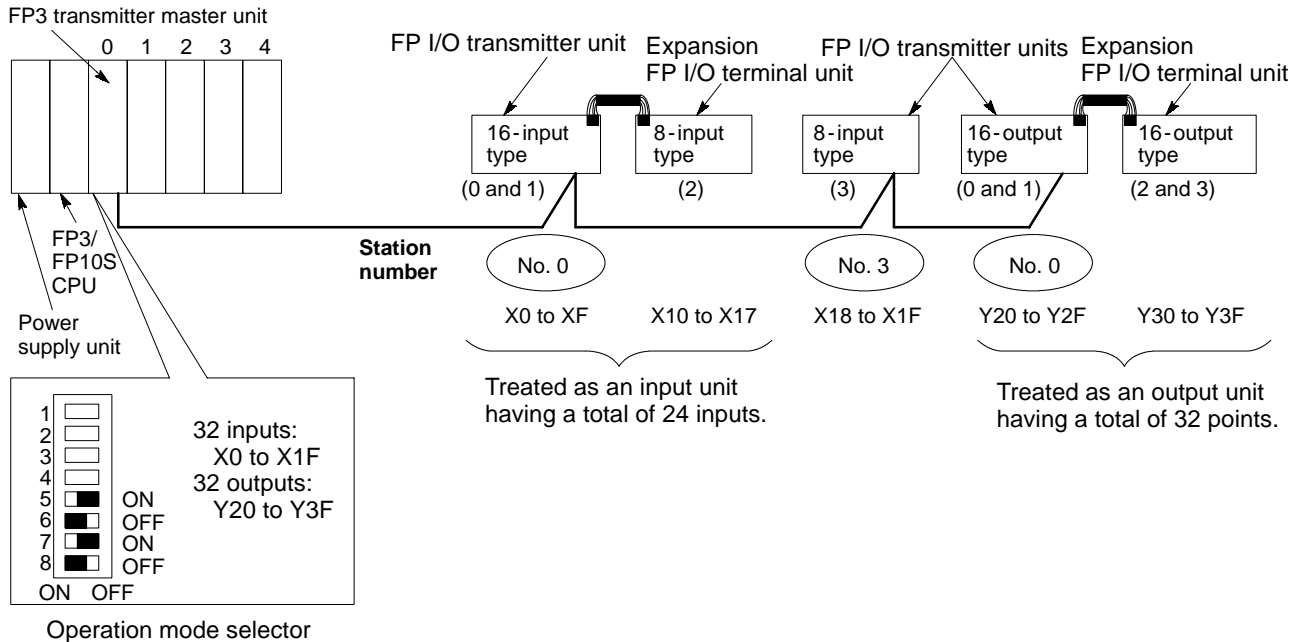 FP3 transmitter master unit
0 1 2 3 4
FP I/O transmitter unit
Expansion
FP I/O terminal unit
FP I/O transmitter units
Expansion
FP I/O terminal unit
16-input
type
8-input
type
8-input
type
16-output
type
16-output
type
(0 and 1)
(2)
(3)
(0 and 1)
(2 and 3)
FP3/
FP10S
CPU
Power
supply unit
Station
number
No. 0
No. 3
No. 0
X0 to XF
X10 to X17
X18 to X1F
Y20 to Y2F
Y30 to Y3F
Treated as an input unit
having a total of 24 inputs.
Treated as an output unit
having a total of 32 points.
1
2
3
4
5 ON
6 OFF
7 ON
8 OFF
ON OFF
32 inputs:
X0 to X1F
32 outputs:
Y20 to Y3F
Operation mode selector